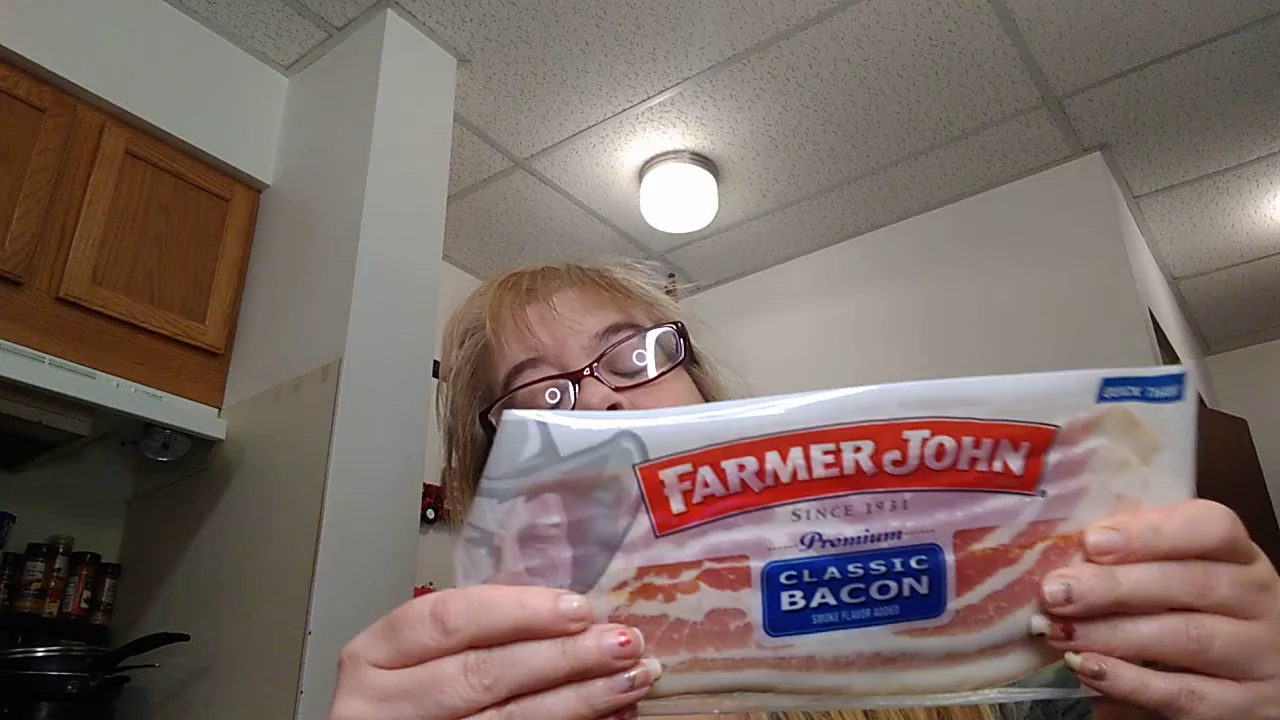 QUICK THAW
FARMER JOHN
SINCE 1931
Premium
CLASSIC
BACON
SMOKE FLAVOR ADDED